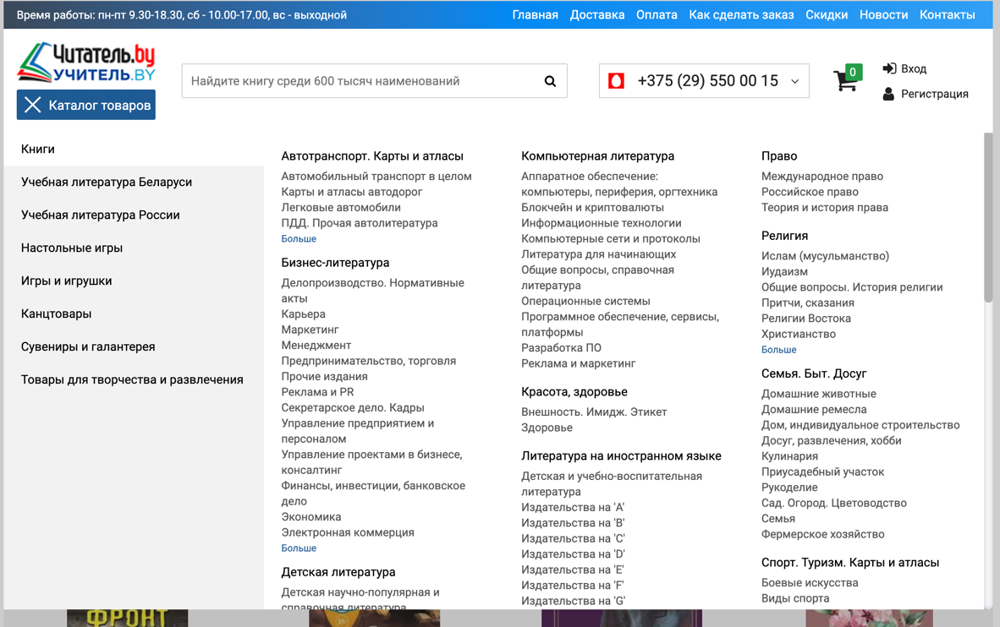 Время работы: пн-пт 9.30-18.30, сб - 10.00-17.00, вс - выходной
Главная Доставка Оплата Как сделать заказ Скидки Новости Контакты
Читатель.by
УЧИТЕЛЬ.BY
Найдите книгу среди 600 тысяч наименований
+375 (29) 550 00 15
0
Вход
Регистрация
Каталог товаров
Книги
Учебная литература Беларуси
Учебная литература России
Настольные игры
Игры и игрушки
Канцтовары
Сувениры и галантерея
Товары для творчества и развлечения
Автотранспорт. Карты и атласы
Автомобильный транспорт в целом
Карты и атласы автодорог
Легковые автомобили
ПДД. Прочая автолитература
Больше
Бизнес-литература
Делопроизводство. Нормативные
акты
Карьера
Маркетинг
Менеджмент
Предпринимательство, торговля
Прочие издания
Реклама и PR
Секретарское дело. Кадры
Управление предприятием и
персоналом
Управление проектами в бизнесе,
консалтинг
Финансы, инвестиции, банковское
дело
Экономика
Электронная коммерция
Больше
Детская литература
Детская научно-популярная и
справочная литература
Компьютерная литература
Аппаратное обеспечение:
компьютеры, периферия, оргтехника
Блокчейн и криптовалюты
Информационные технологии
Компьютерные сети и протоколы
Литература для начинающих
Общие вопросы, справочная
литература
Операционные системы
Программное обеспечение, сервисы,
платформы
Разработка ПО
Реклама и маркетинг
Красота, здоровье
Внешность. Имидж. Этикет
Здоровье
Литература на иностранном языке
Детская и учебно-воспитательная
литература
Издательства на 'A'
Издательства на 'B'
Издательства на 'C'
Издательства на 'D'
Издательства на 'E'
Издательства на 'F'
Издательства на 'G'
Право
Международное право
Российское право
Теория и история права
Религия
Ислам (мусульманство)
Иудаизм
Общие вопросы. История религии
Притчи, сказания
Религии Востока
Христианство
Больше
Семья. Быт. Досуг
Домашние животные
Домашние ремесла
Дом, индивидуальное строительство
Досуг, развлечения, хобби
Кулинария
Приусадебный участок
Рукоделие
Сад. Огород. Цветоводство
Семья
Фермерское хозяйство
Спорт. Туризм. Карты и атласы
Боевые искусства
Виды спорта
ФРОНТ
18+